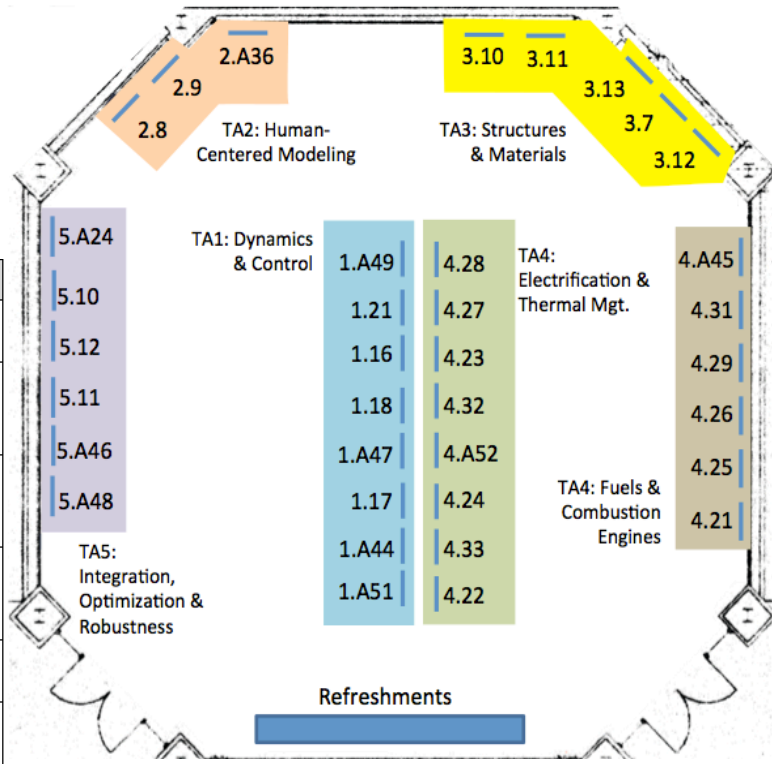 2.A36
2.9
2.8
TA2: Human-
Centered Modeling
3.10
3.11
3.13
3.7
3.12
TA3: Structures
& Materials
5.A24
5.10
5.12
5.11
5.A46
5.A48
TA5:
Integration,
Optimization &
Robustness
TA1: Dynamics
& Control
1.A49
1.21
1.16
1.18
1.A47
1.17
1.A44
1.A51
4.28
4.27
4.23
4.32
4.A52
4.24
4.33
4.22
TA4:
Electrification &
Thermal Mgt.
4.A45
4.31
4.29
4.26
4.25
4.21
TA4: Fuels &
Combustion
Engines
Refreshments